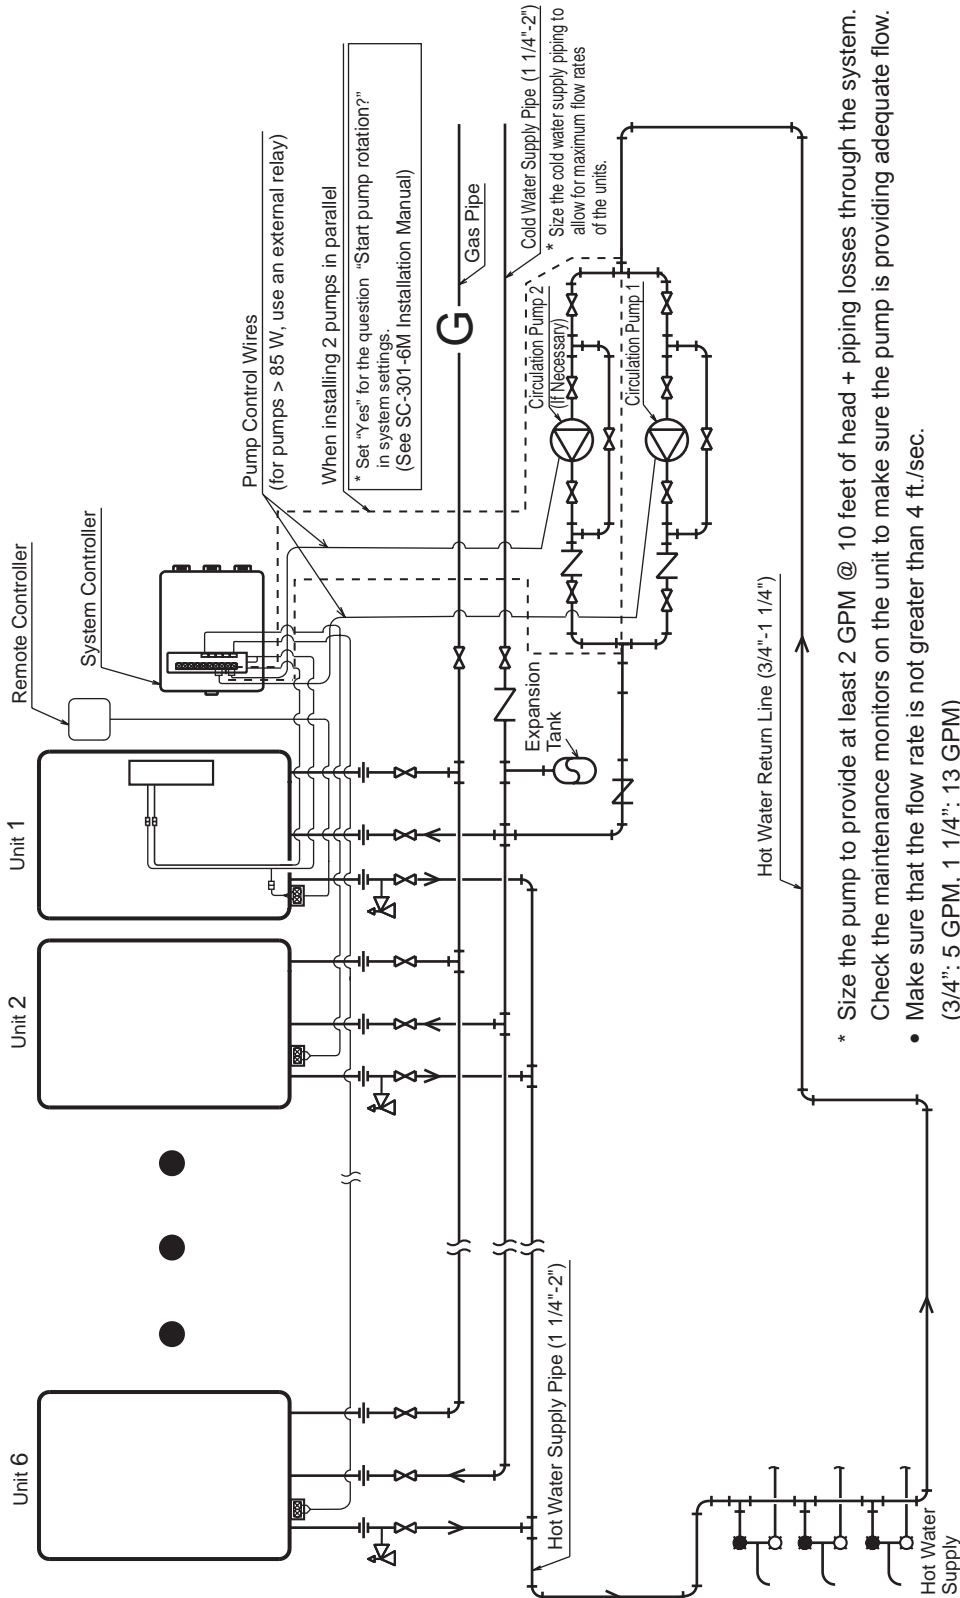 Remote Controller
System Controller
Pump Control Wires
(for pumps > 85 W, use an external relay)
When installing 2 pumps in parallel
* Set “Yes” for the question “Start pump rotation?”
in system settings.
(See SC-301-6M Installation Manual)
Unit 1
Unit 2
Unit 6
G
Gas Pipe
Cold Water Supply Pipe (1 1/4"-2")
* Size the cold water supply piping to
allow for maximum flow rates
of the units.
Expansion
Tank
Circulation Pump 2
(If Necessary)
Circulation Pump 1
Hot Water Supply Pipe (1 1/4"-2")
Hot Water Return Line (3/4"-1 1/4")
Hot Water
Supply
* Size the pump to provide at least 2 GPM @ 10 feet of head + piping losses through the system.
Check the maintenance monitors on the unit to make sure the pump is providing adequate flow.
• Make sure that the flow rate is not greater than 4 ft./sec.
(3/4”: 5 GPM, 1 1/4”: 13 GPM)